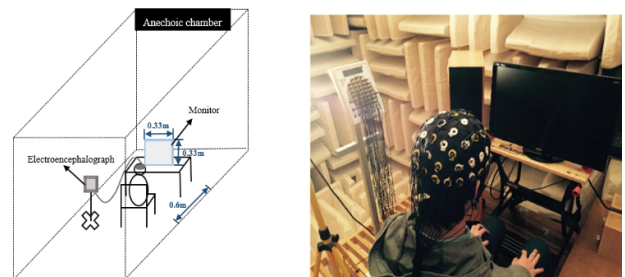 Anechoic chamber
Monitor
0.33m
0.33m
Electroencephalograph
0.6m